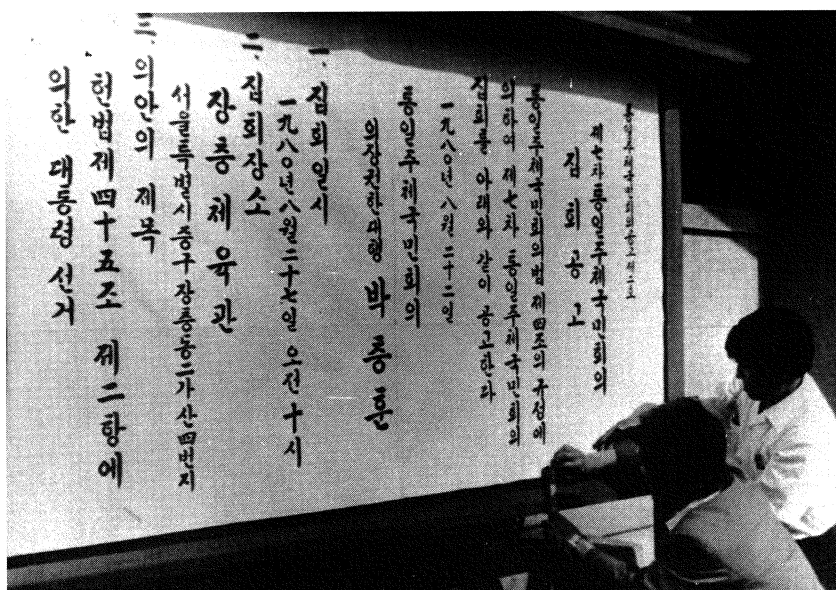 통일주체국민회의공고제二호
제七차통일주체국민회의
집회공고
통일주체국민회의법 제四조의 규정에
의하여 제七차 통일주체국민회의
집회를 아래와 같이 공고한다
一九八〇년八월二十二일
통일주체국민회의
의장권한대행 박충훈
一. 집회일시
一九八〇년八월二十七일 오전十시
二. 집회장소
장충체육관
서울특별시중구장충동二가산四번지
三. 의안의 제목
헌법제四十五조 제二항에
의한 대통령 선거